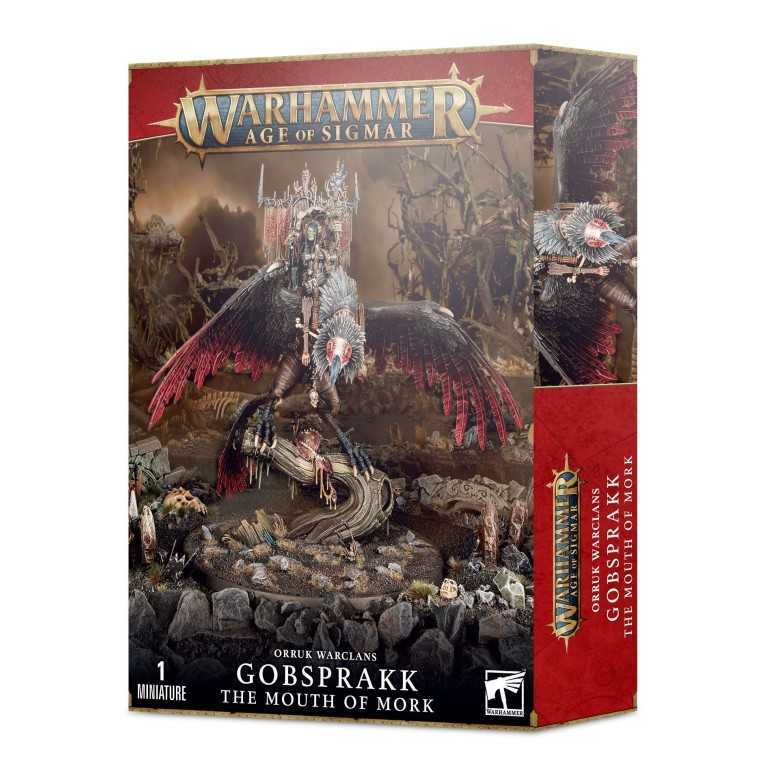 WARHAMMER
AGE OF SIGMAR
ORRUK WARCLANS
GOBSPRAKK
THE MOUTH OF MORK
1
MINIATURE
WARHAMMER
WARHAMMER
AGE OF SIGMAR
ORRUK WARCLANS
GOBSPRAKK
THE MOUTH OF MORK